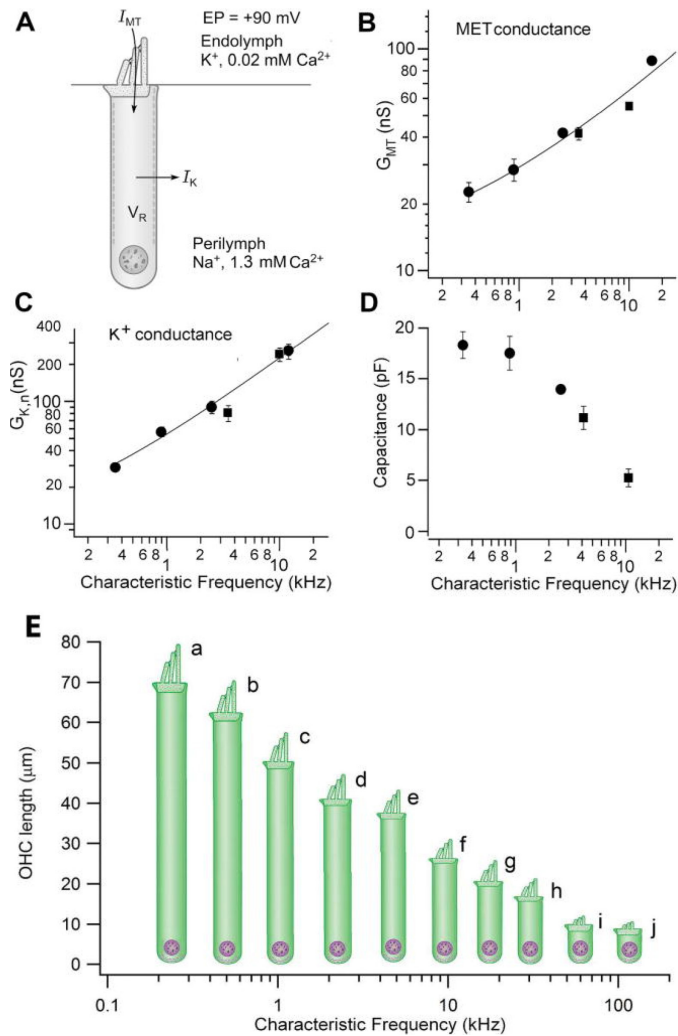 A
I_MT
EP = +90 mV
Endolymph
K+, 0.02 mM Ca2+
I_K
V_R
Perilymph
Na+, 1.3 mM Ca2+
B
MET conductance
G_MT (nS)
100
80
60
40
20
10
2 4 6 8 1 2 4 6 8 10 2
C
K+ conductance
G_K,n (nS)
400
200
100
80
60
40
20
10
2 4 6 8 1 2 4 6 8 10 2
Characteristic Frequency (kHz)
D
Capacitance (pF)
20
15
10
5
0
2 4 6 8 1 2 4 6 8 10 2
Characteristic Frequency (kHz)
E
OHC length (μm)
80
70
60
50
40
30
20
10
0
a
b
c
d
e
f
g
h
i
j
0.1 1 10 100
Characteristic Frequency (kHz)